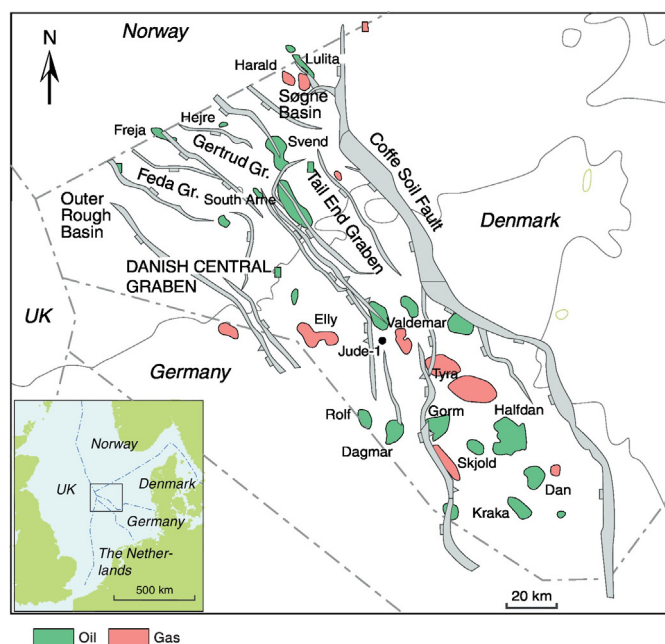 Norway
N
Lulita
Harald
Søgne
Basin
Hejre
Freja
Svend
Gertrud Gr.
Coffe Soil Fault
Feda Gr.
South Arne
Tail End Graben
Outer
Rough
Basin
Denmark
DANISH CENTRAL
GRABEN
UK
Elly
Valdemar
Jude-1
Germany
Tyra
Rolf
Gorm
Halfdan
Dagmar
Skjold
Dan
Kraka
Norway
UK
Denmark
Germany
The Nether-
lands
500 km
20 km
Oil
Gas